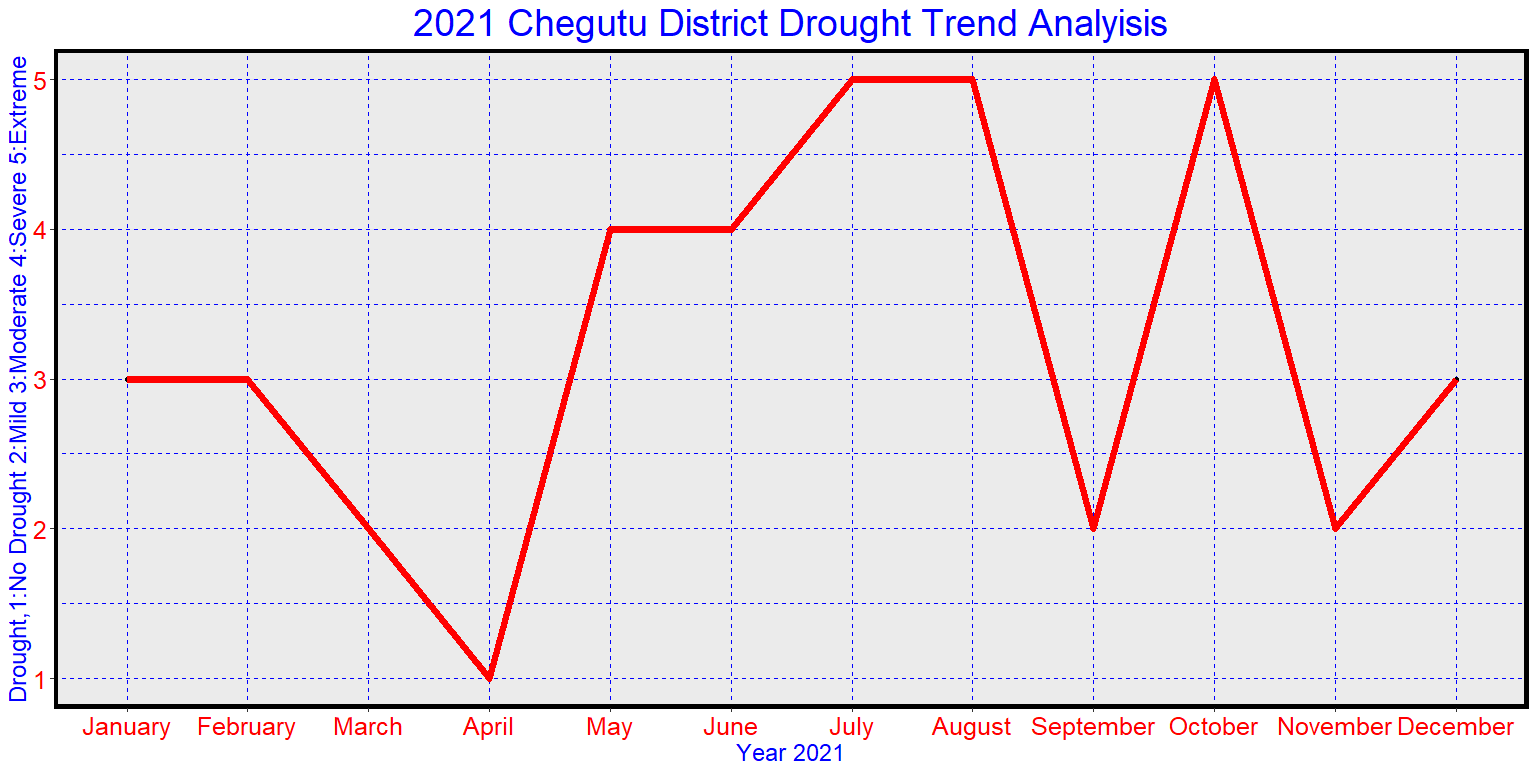 2021 Chegutu District Drought Trend Analyisis
Drought,1:No Drought 2:Mild 3:Moderate 4:Severe 5:Extreme
5
4
3
2
1
January February March April May June July August September October November December
Year 2021